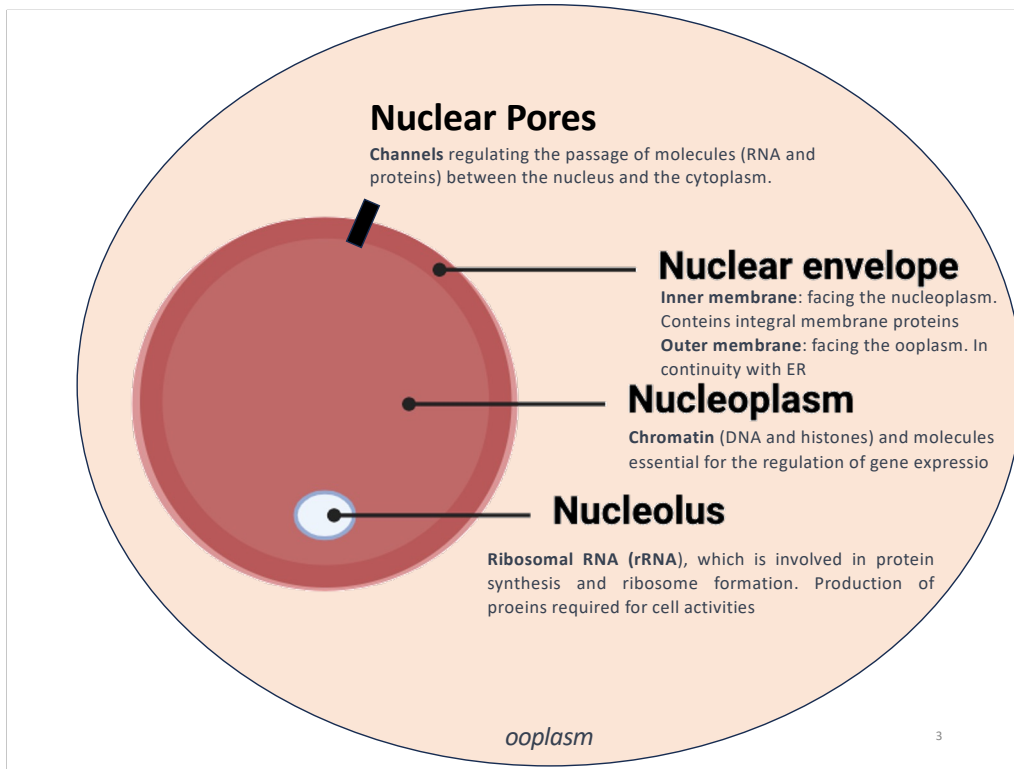 Nuclear Pores
Channels regulating the passage of molecules (RNA and
proteins) between the nucleus and the cytoplasm.
Nuclear envelope
Inner membrane: facing the nucleoplasm.
Conteins integral membrane proteins
Outer membrane: facing the ooplasm. In
continuity with ER
Nucleoplasm
Chromatin (DNA and histones) and molecules
essential for the regulation of gene expressio
Nucleolus
Ribosomal RNA (rRNA), which is involved in protein
synthesis and ribosome formation. Production of
proeins required for cell activities
ooplasm
3